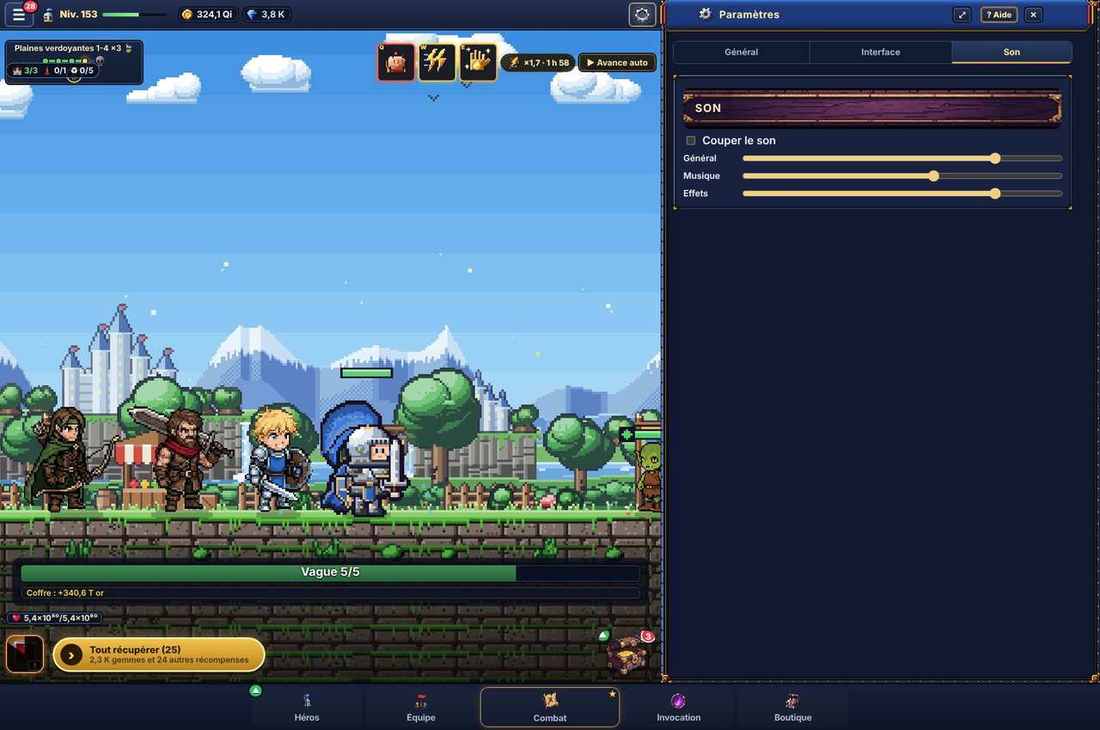 28
Niv. 153
324,1 Qi
3,8 K
Paramètres
? Aide
Plaines verdoyantes 1-4 ×3
3/3
0/1
0/5
Q
W
E
×1,7 · 1 h 58
Avance auto
Général
Interface
Son
SON
Couper le son
Général
Musique
Effets
Vague 5/5
Coffre : +340,6 T or
5,4×10⁶⁰/5,4×10⁶⁰
Tout récupérer (25)
2,3 K gemmes et 24 autres récompenses
3
Héros
Équipe
Combat
Invocation
Boutique